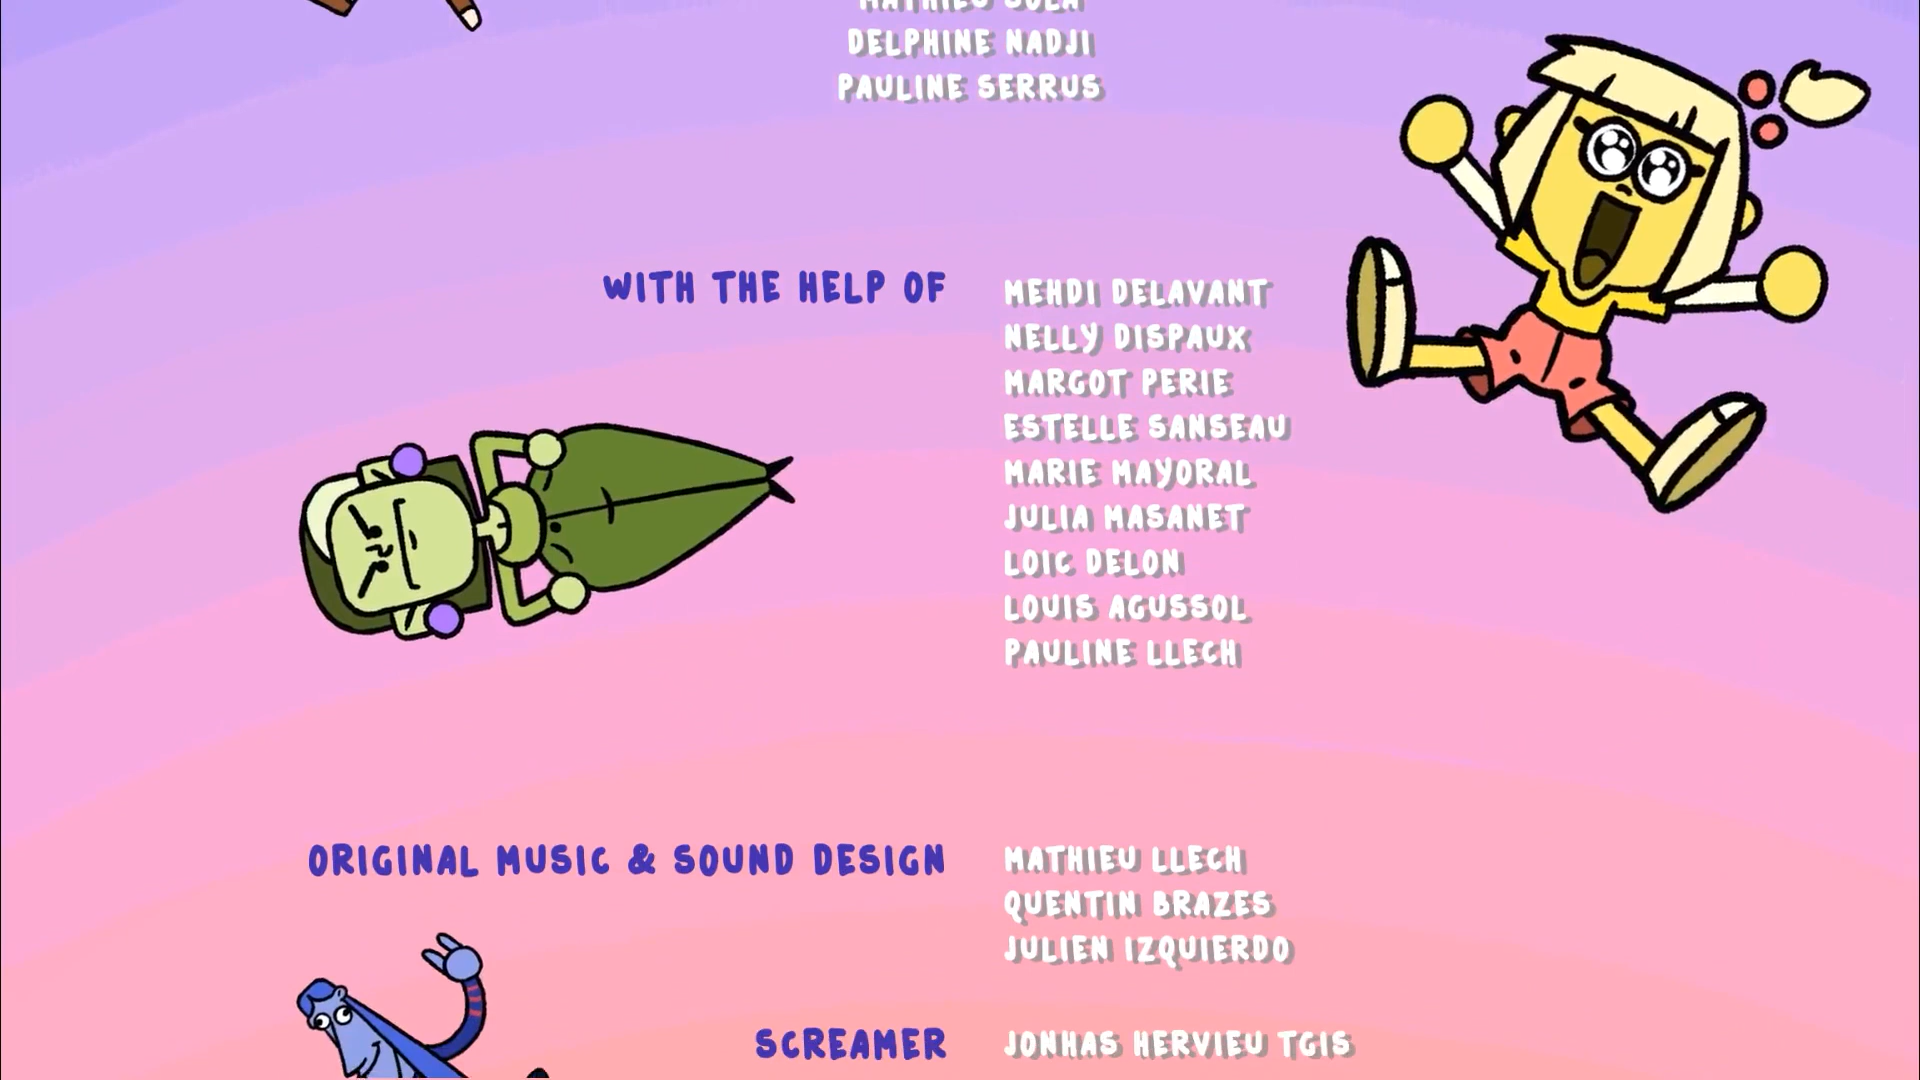 MATHIEU SOLA
DELPHINE NADJI
PAULINE SERRUS
WITH THE HELP OF
MEHDI DELAVANT
NELLY DISPAUX
MARGOT PERIE
ESTELLE SANSEAU
MARIE MAYORAL
JULIA MASANET
LOIC DELON
LOUIS AGUSSOL
PAULINE LLECH
ORIGINAL MUSIC & SOUND DESIGN
MATHIEU LLECH
QUENTIN BRAZES
JULIEN IZQUIERDO
SCREAMER
JONHAS HERVIEU TGIS